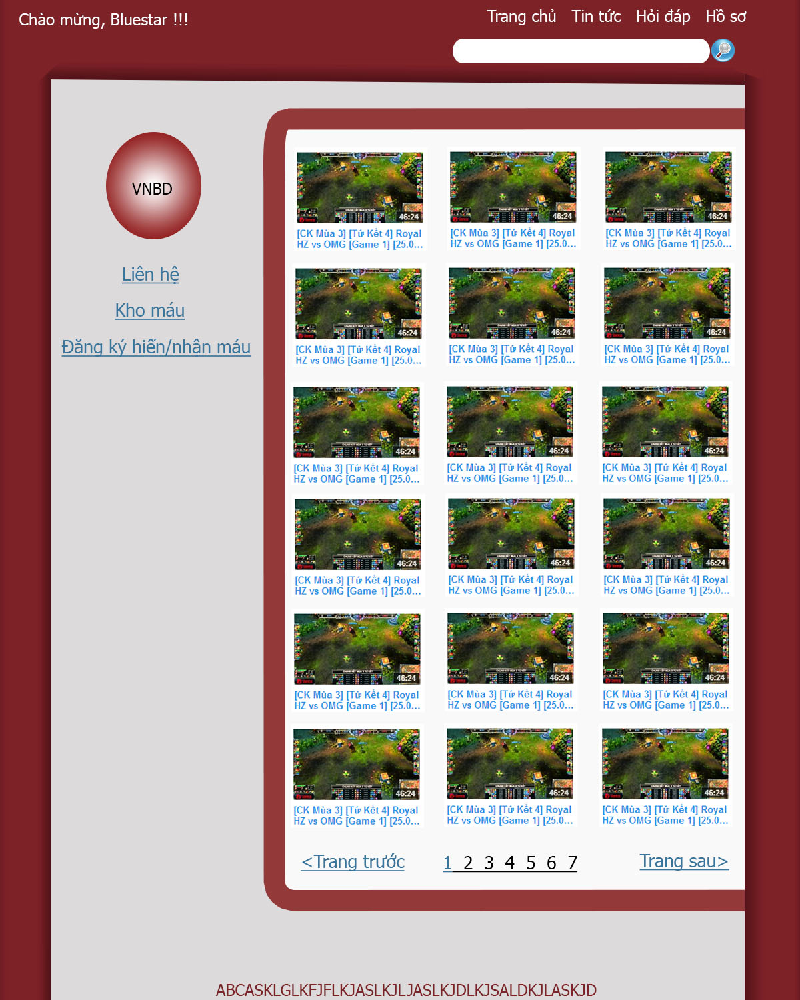 Chào mừng, Bluestar !!!
Trang chủ Tin tức Hỏi đáp Hồ sơ
VNBD
Liên hệ
Kho máu
Đăng ký hiến/nhận máu
46:24 46:24 46:24
[CK Mùa 3] [Tứ Kết 4] Royal [CK Mùa 3] [Tứ Kết 4] Royal [CK Mùa 3] [Tứ Kết 4] Royal
HZ vs OMG [Game 1] [25.0... HZ vs OMG [Game 1] [25.0... HZ vs OMG [Game 1] [25.0...
46:24 46:24 46:24
[CK Mùa 3] [Tứ Kết 4] Royal [CK Mùa 3] [Tứ Kết 4] Royal [CK Mùa 3] [Tứ Kết 4] Royal
HZ vs OMG [Game 1] [25.0... HZ vs OMG [Game 1] [25.0... HZ vs OMG [Game 1] [25.0...
46:24 46:24 46:24
[CK Mùa 3] [Tứ Kết 4] Royal [CK Mùa 3] [Tứ Kết 4] Royal [CK Mùa 3] [Tứ Kết 4] Royal
HZ vs OMG [Game 1] [25.0... HZ vs OMG [Game 1] [25.0... HZ vs OMG [Game 1] [25.0...
46:24 46:24 46:24
[CK Mùa 3] [Tứ Kết 4] Royal [CK Mùa 3] [Tứ Kết 4] Royal [CK Mùa 3] [Tứ Kết 4] Royal
HZ vs OMG [Game 1] [25.0... HZ vs OMG [Game 1] [25.0... HZ vs OMG [Game 1] [25.0...
46:24 46:24 46:24
[CK Mùa 3] [Tứ Kết 4] Royal [CK Mùa 3] [Tứ Kết 4] Royal [CK Mùa 3] [Tứ Kết 4] Royal
HZ vs OMG [Game 1] [25.0... HZ vs OMG [Game 1] [25.0... HZ vs OMG [Game 1] [25.0...
46:24 46:24 46:24
[CK Mùa 3] [Tứ Kết 4] Royal [CK Mùa 3] [Tứ Kết 4] Royal [CK Mùa 3] [Tứ Kết 4] Royal
HZ vs OMG [Game 1] [25.0... HZ vs OMG [Game 1] [25.0... HZ vs OMG [Game 1] [25.0...
<Trang trước 1 2 3 4 5 6 7 Trang sau>
ABCASKLGLKFJFLKJASLKJLJASLKJDLKJSALDKJLASKJD